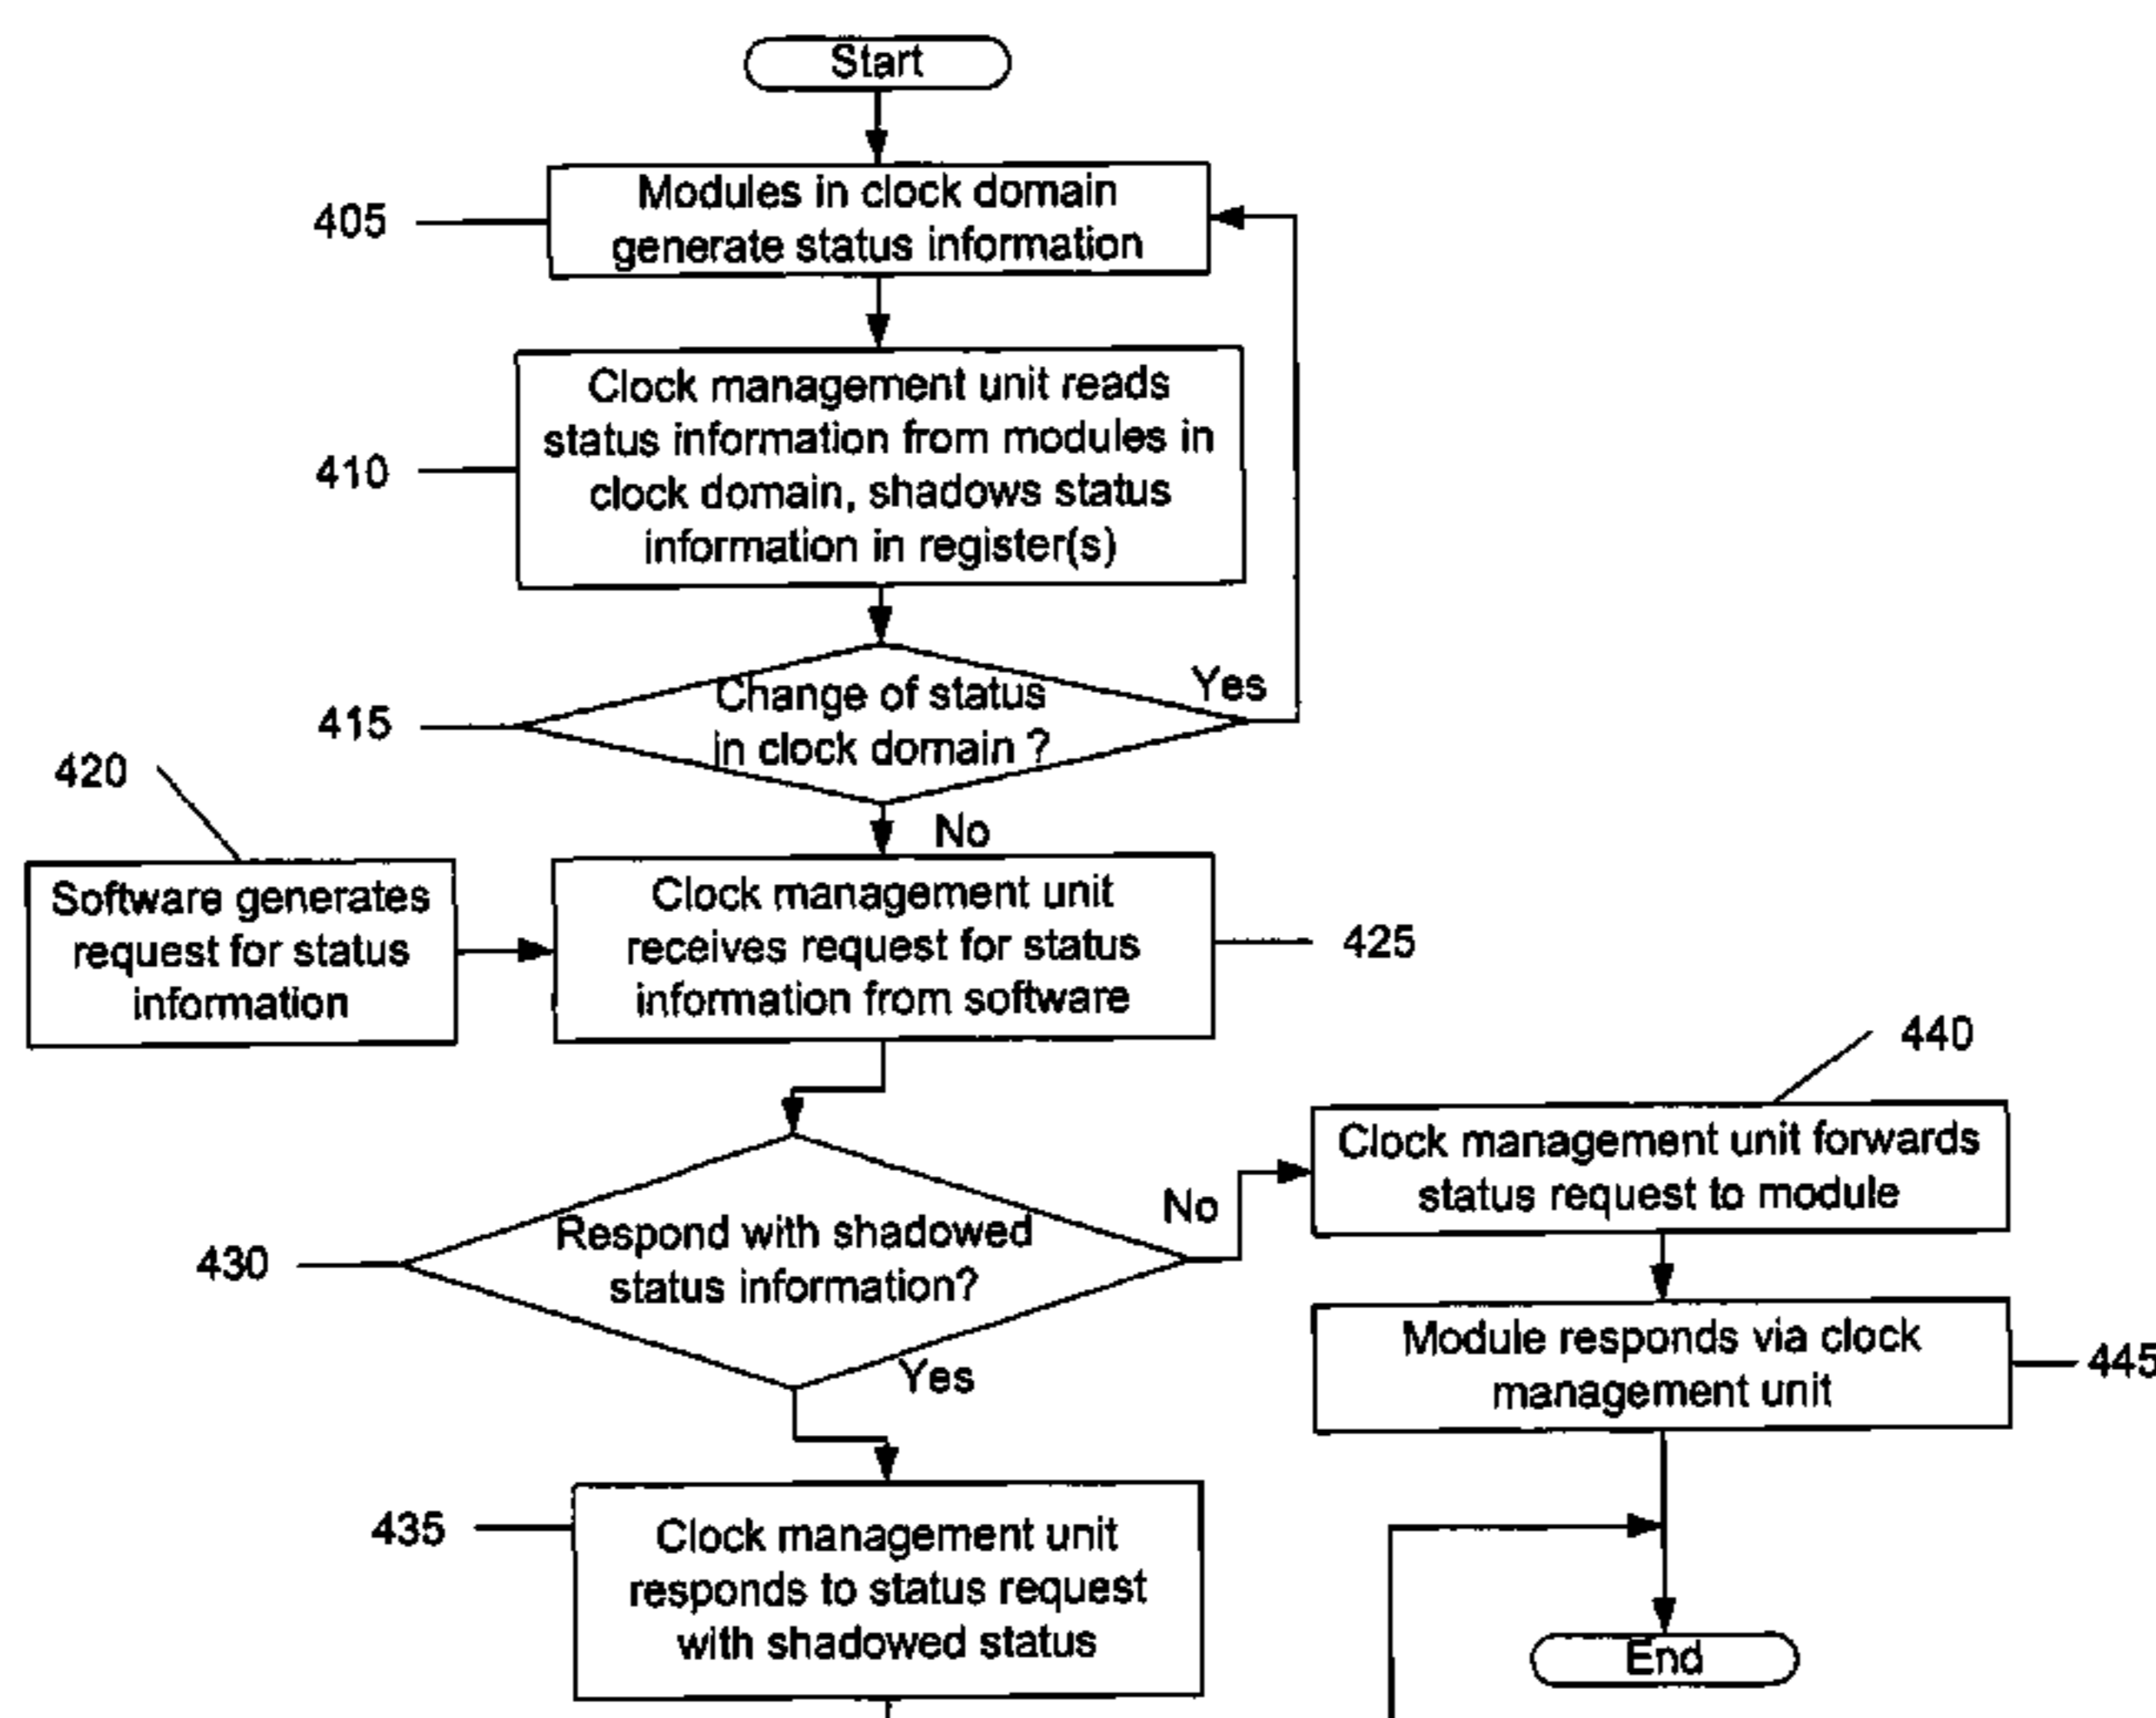 Start
405
Modules in clock domain
generate status information
410
Clock management unit reads
status information from modules in
clock domain, shadows status
information in register(s)
415
Change of status
in clock domain ?
Yes
No
420
Software generates
request for status
information
Clock management unit
receives request for status
information from software
425
430
Respond with shadowed
status information?
No
Yes
440
Clock management unit forwards
status request to module
Module responds via clock
management unit
445
435
Clock management unit
responds to status request
with shadowed status
End